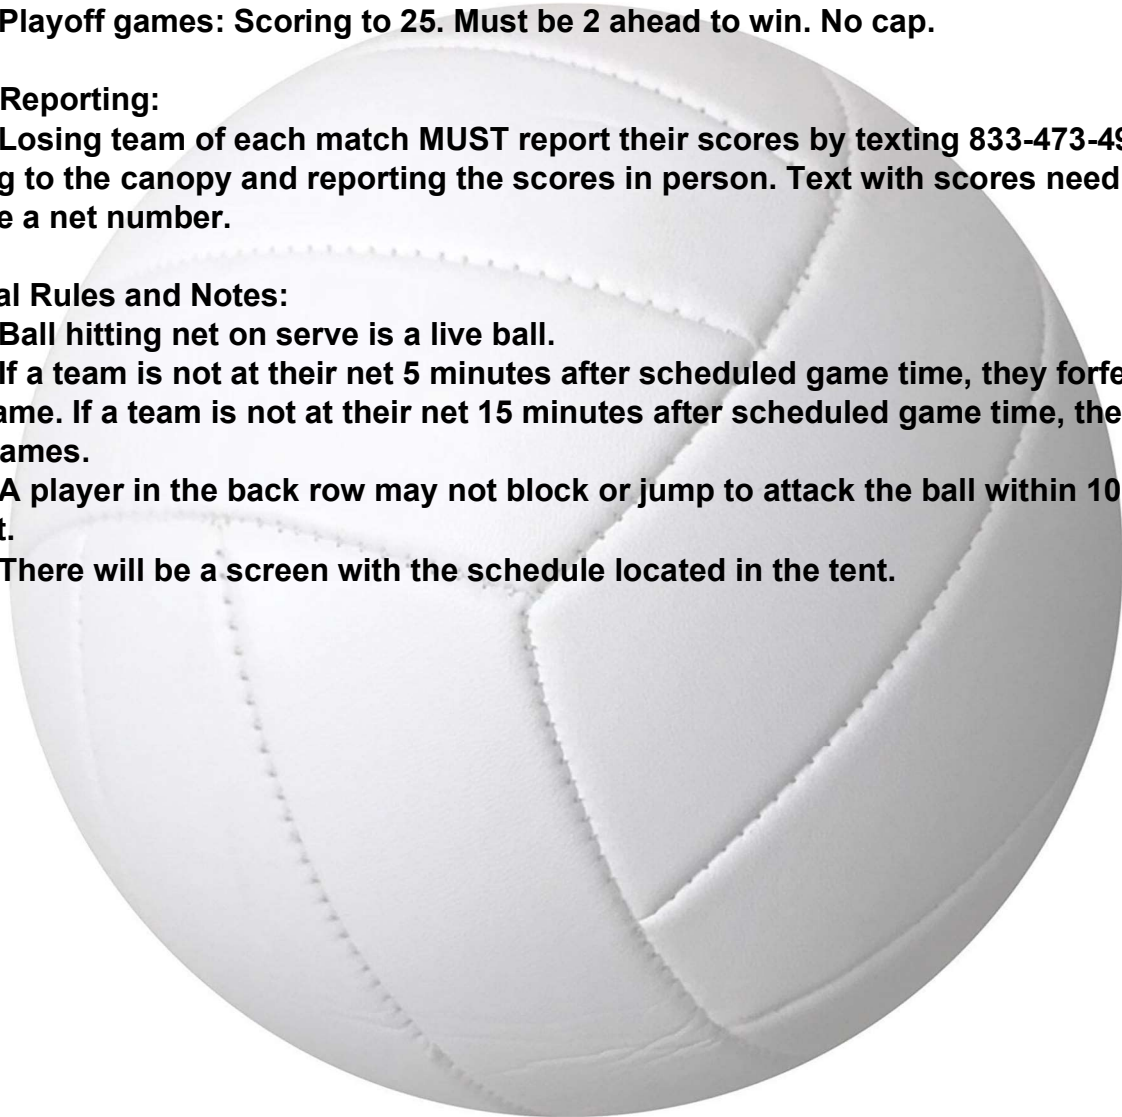 Playoff games: Scoring to 25. Must be 2 ahead to win. No cap.
Reporting:
Losing team of each match MUST report their scores by texting 833-473-49
g to the canopy and reporting the scores in person. Text with scores need
e a net number.
al Rules and Notes:
Ball hitting net on serve is a live ball.
If a team is not at their net 5 minutes after scheduled game time, they forfe
ame. If a team is not at their net 15 minutes after scheduled game time, the
ames.
A player in the back row may not block or jump to attack the ball within 10
t.
There will be a screen with the schedule located in the tent.